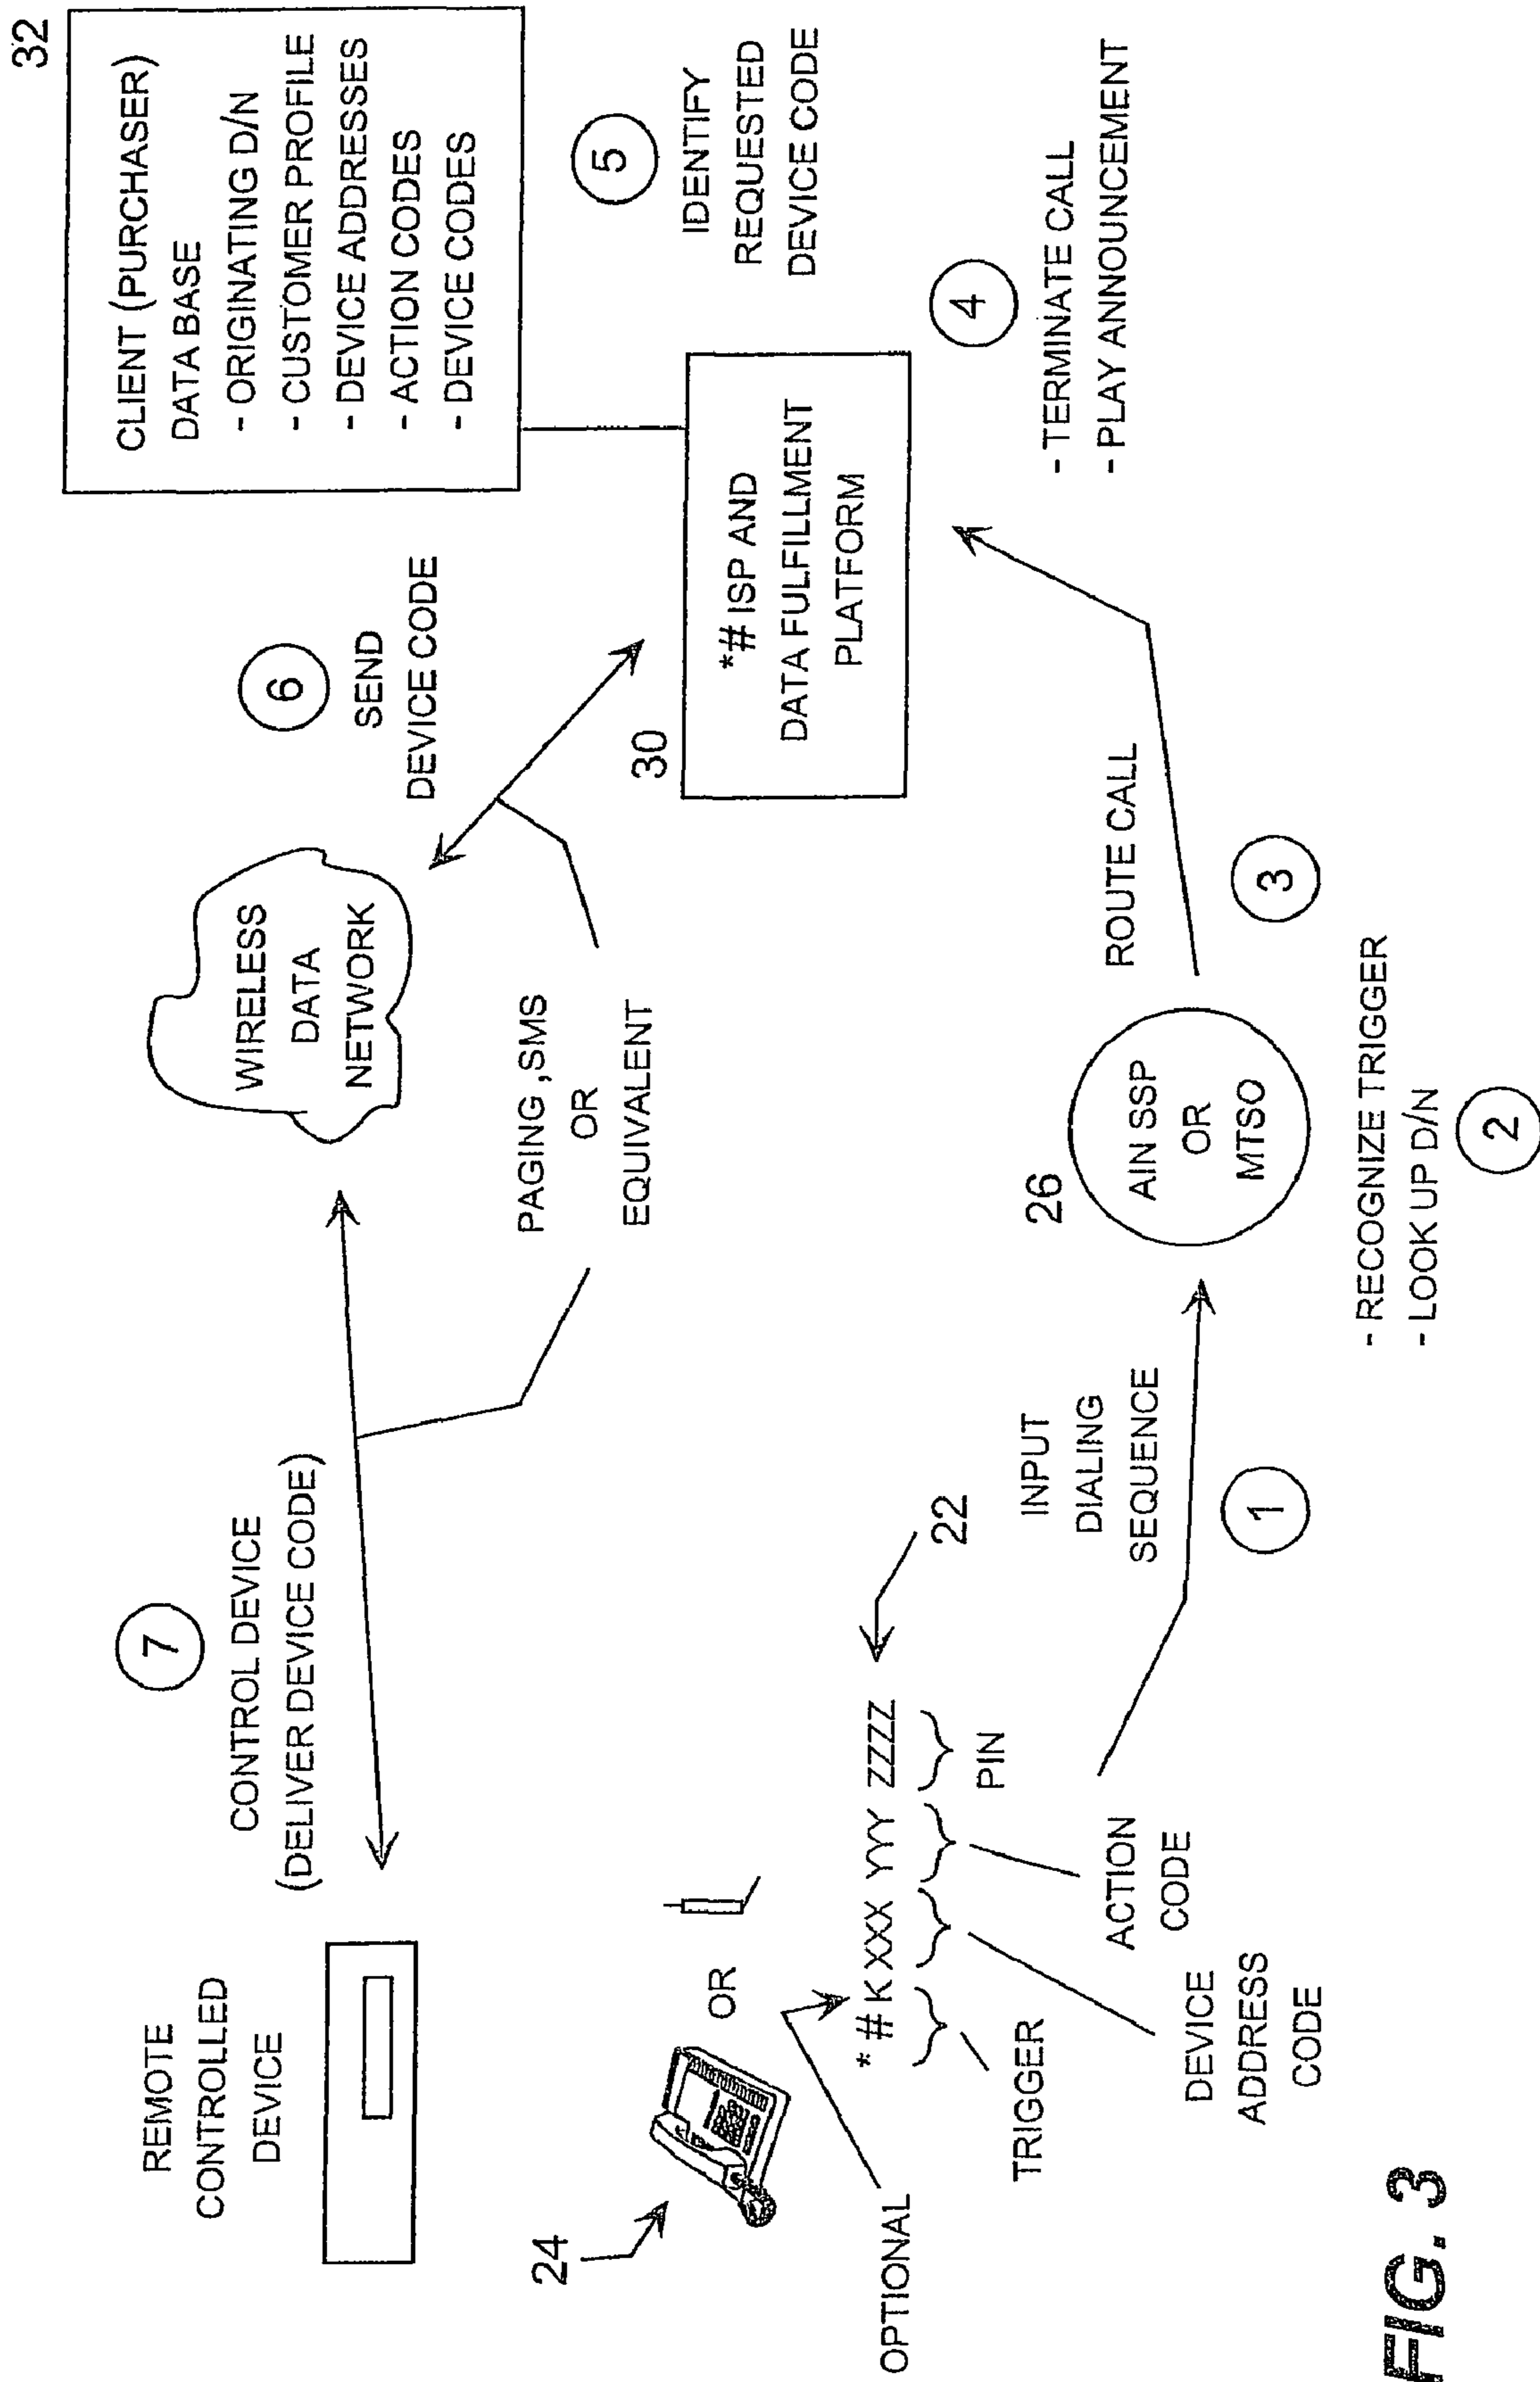 32
CLIENT (PURCHASER)
DATA BASE
- ORIGINATING D/N
- CUSTOMER PROFILE
- DEVICE ADDRESSES
- ACTION CODES
- DEVICE CODES
5
IDENTIFY
REQUESTED
DEVICE CODE
6
SEND
DEVICE CODE
30
*# ISP AND
DATA FULFILLMENT
PLATFORM
4
- TERMINATE CALL
- PLAY ANNOUNCEMENT
WIRELESS
DATA
NETWORK
PAGING ,SMS
OR
EQUIVALENT
ROUTE CALL
3
26
AIN SSP
OR
MTSO
- RECOGNIZE TRIGGER
- LOOK UP D/N
2
7
CONTROL DEVICE
(DELIVER DEVICE CODE)
REMOTE
CONTROLLED
DEVICE
INPUT
DIALING
SEQUENCE
1
22
24
OR
OPTIONAL
*# K XXX YYY ZZZZ
TRIGGER
DEVICE
ADDRESS
CODE
ACTION
CODE
PIN
FIG. 3